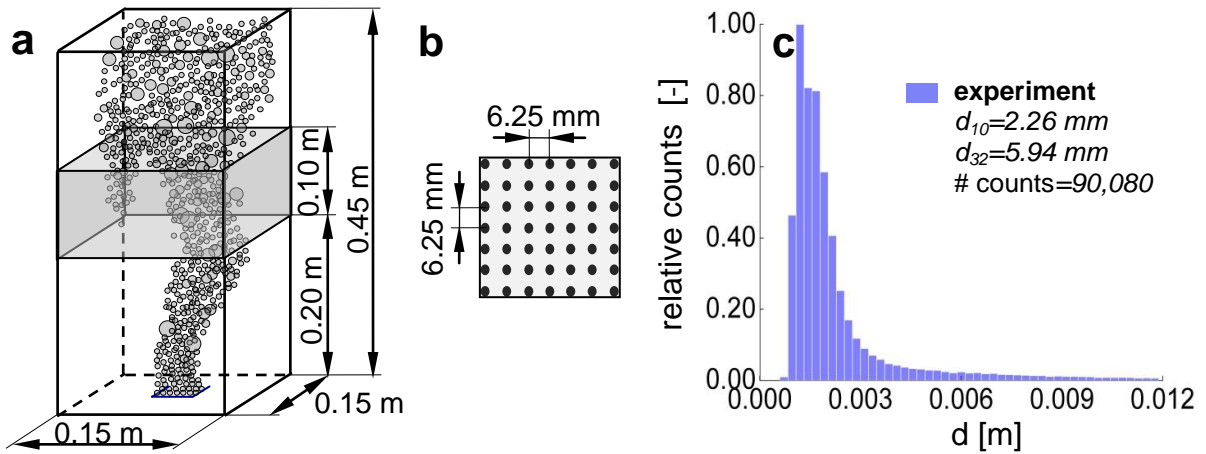 a
0.10 m
0.45 m
0.20 m
0.15 m
0.15 m
b
6.25 mm
6.25 mm
c
relative counts [-]
1.00
0.80
0.60
0.40
0.20
0.00
0.000
0.003
0.006
0.009
0.012
d [m]
experiment
d10=2.26 mm
d32=5.94 mm
# counts=90,080